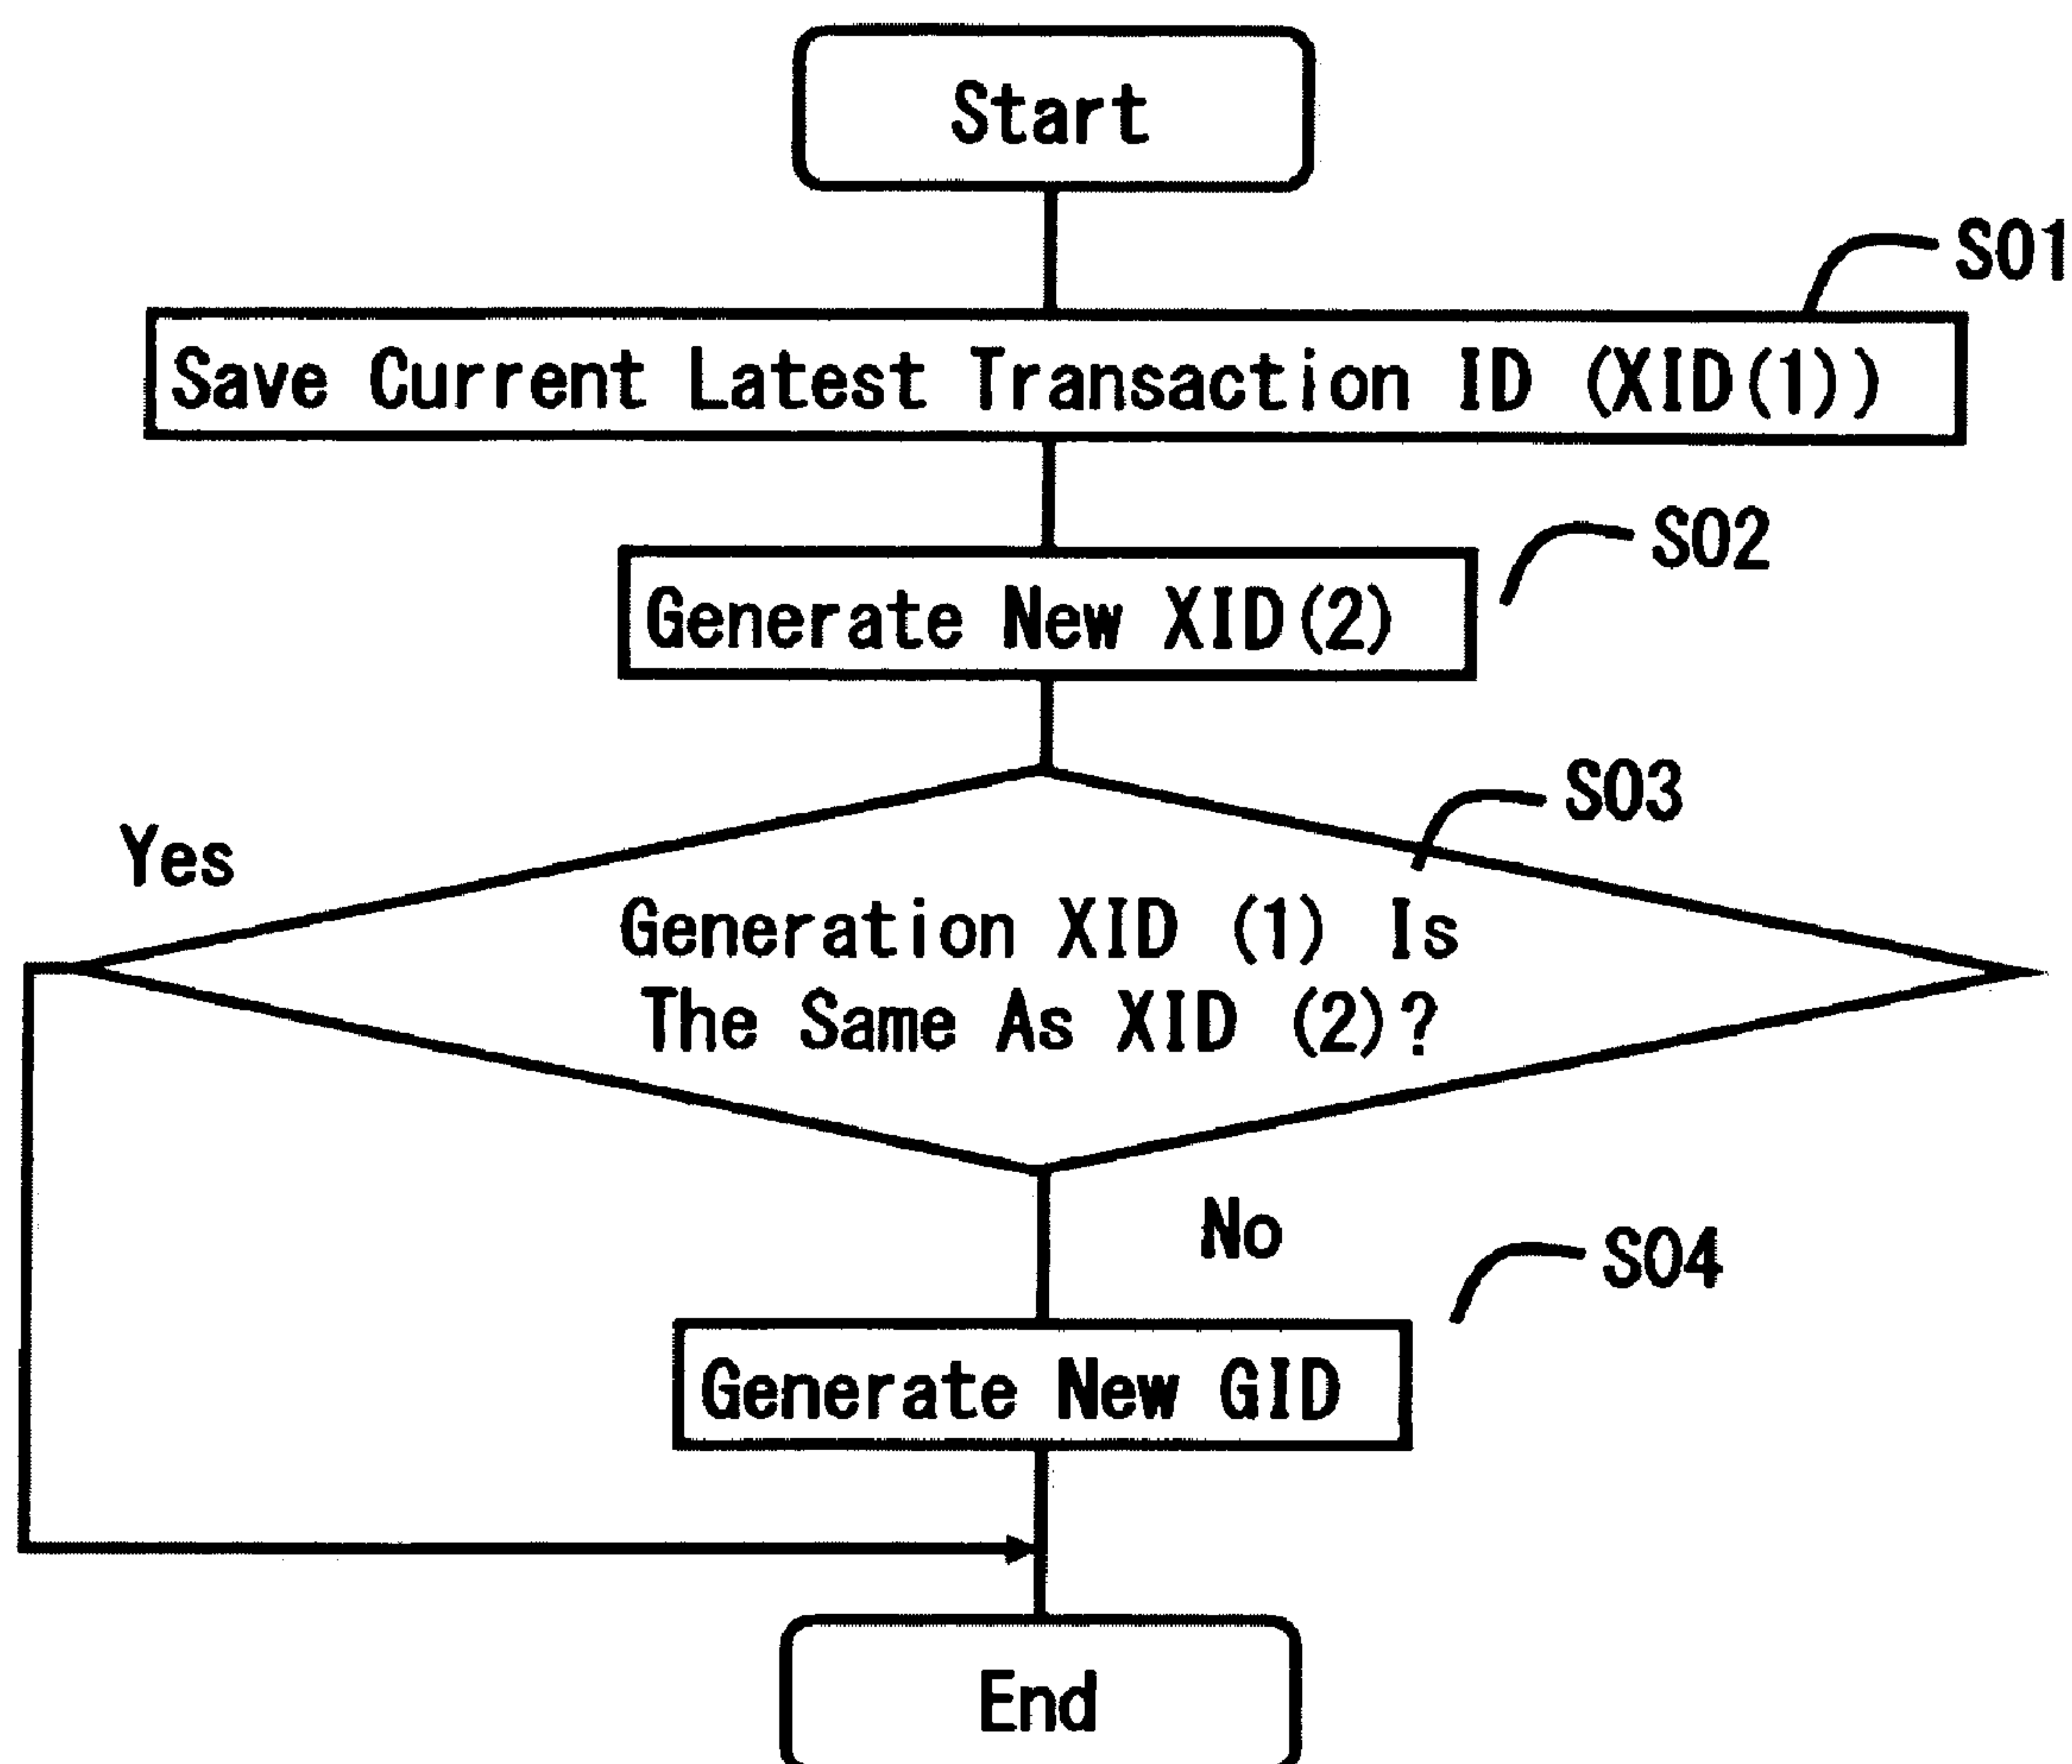 Start
S01
Save Current Latest Transaction ID (XID(1))
S02
Generate New XID(2)
S03
Yes
Generation XID (1) Is
The Same As XID (2)?
No
S04
Generate New GID
End